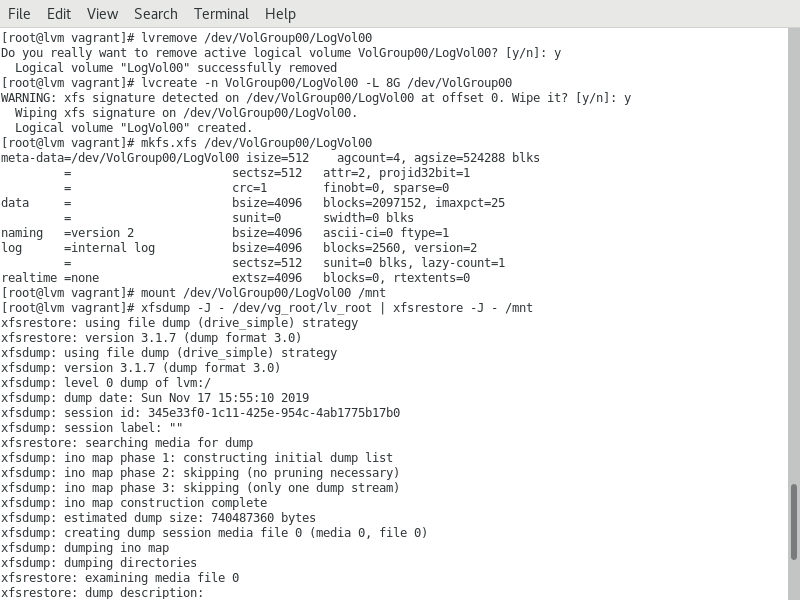 File Edit View Search Terminal Help
[root@lvm vagrant]# lvremove /dev/VolGroup00/LogVol00
Do you really want to remove active logical volume VolGroup00/LogVol00? [y/n]: y
  Logical volume "LogVol00" successfully removed
[root@lvm vagrant]# lvcreate -n VolGroup00/LogVol00 -L 8G /dev/VolGroup00
WARNING: xfs signature detected on /dev/VolGroup00/LogVol00 at offset 0. Wipe it? [y/n]: y
  Wiping xfs signature on /dev/VolGroup00/LogVol00.
  Logical volume "LogVol00" created.
[root@lvm vagrant]# mkfs.xfs /dev/VolGroup00/LogVol00
meta-data=/dev/VolGroup00/LogVol00 isize=512    agcount=4, agsize=524288 blks
         =                       sectsz=512   attr=2, projid32bit=1
         =                       crc=1        finobt=0, sparse=0
data     =                       bsize=4096   blocks=2097152, imaxpct=25
         =                       sunit=0      swidth=0 blks
naming   =version 2              bsize=4096   ascii-ci=0 ftype=1
log      =internal log           bsize=4096   blocks=2560, version=2
         =                       sectsz=512   sunit=0 blks, lazy-count=1
realtime =none                   extsz=4096   blocks=0, rtextents=0
[root@lvm vagrant]# mount /dev/VolGroup00/LogVol00 /mnt
[root@lvm vagrant]# xfsdump -J - /dev/vg_root/lv_root | xfsrestore -J - /mnt
xfsrestore: using file dump (drive_simple) strategy
xfsrestore: version 3.1.7 (dump format 3.0)
xfsdump: using file dump (drive_simple) strategy
xfsdump: version 3.1.7 (dump format 3.0)
xfsdump: level 0 dump of lvm:/
xfsdump: dump date: Sun Nov 17 15:55:10 2019
xfsdump: session id: 345e33f0-1c11-425e-954c-4ab1775b17b0
xfsdump: session label: ""
xfsrestore: searching media for dump
xfsdump: ino map phase 1: constructing initial dump list
xfsdump: ino map phase 2: skipping (no pruning necessary)
xfsdump: ino map phase 3: skipping (only one dump stream)
xfsdump: ino map construction complete
xfsdump: estimated dump size: 740487360 bytes
xfsdump: creating dump session media file 0 (media 0, file 0)
xfsdump: dumping ino map
xfsdump: dumping directories
xfsrestore: examining media file 0
xfsrestore: dump description: